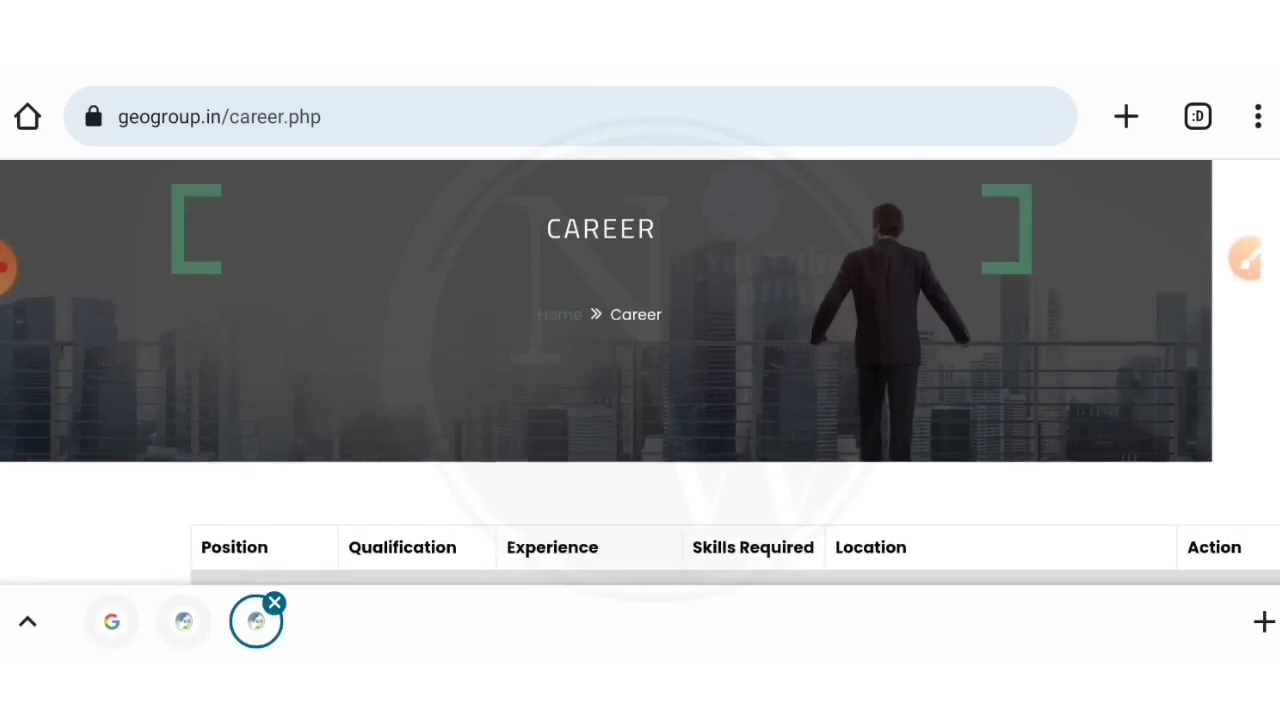 geogroup.in/career.php
:D
CAREER
Home » Career
Position Qualification Experience Skills Required Location Action